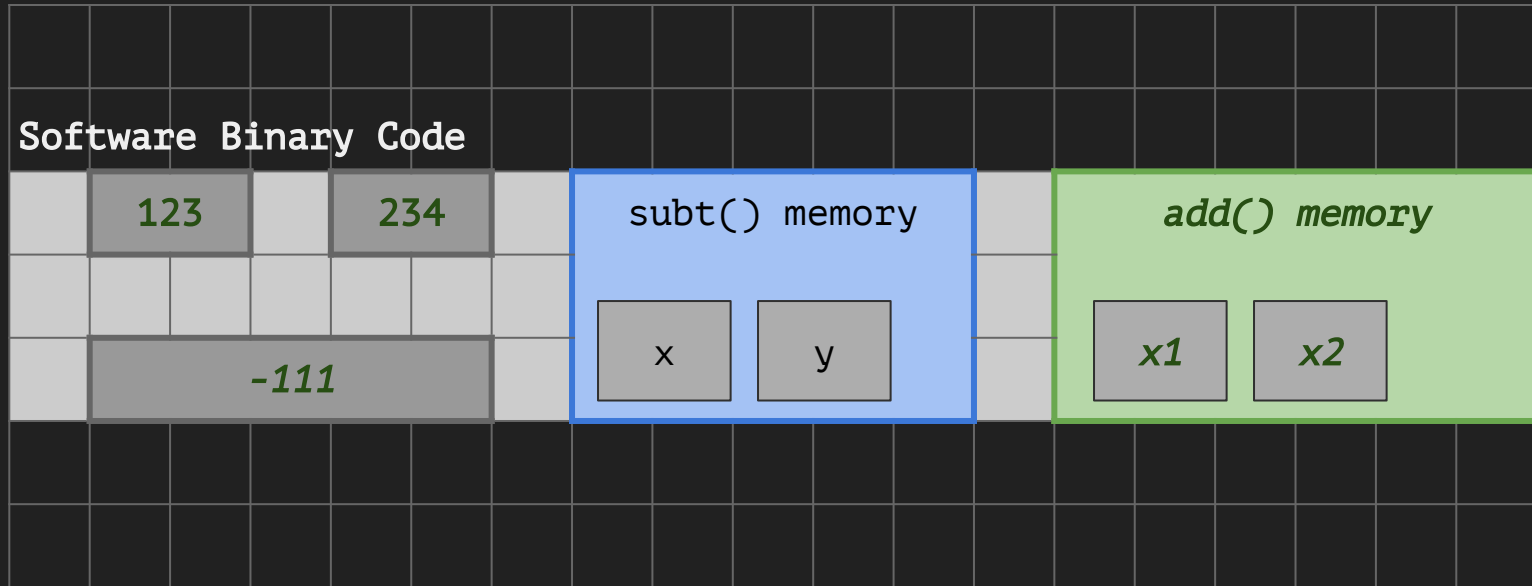 Software Binary Code
123
234
subt() memory
add() memory
x
y
x1
x2
-111